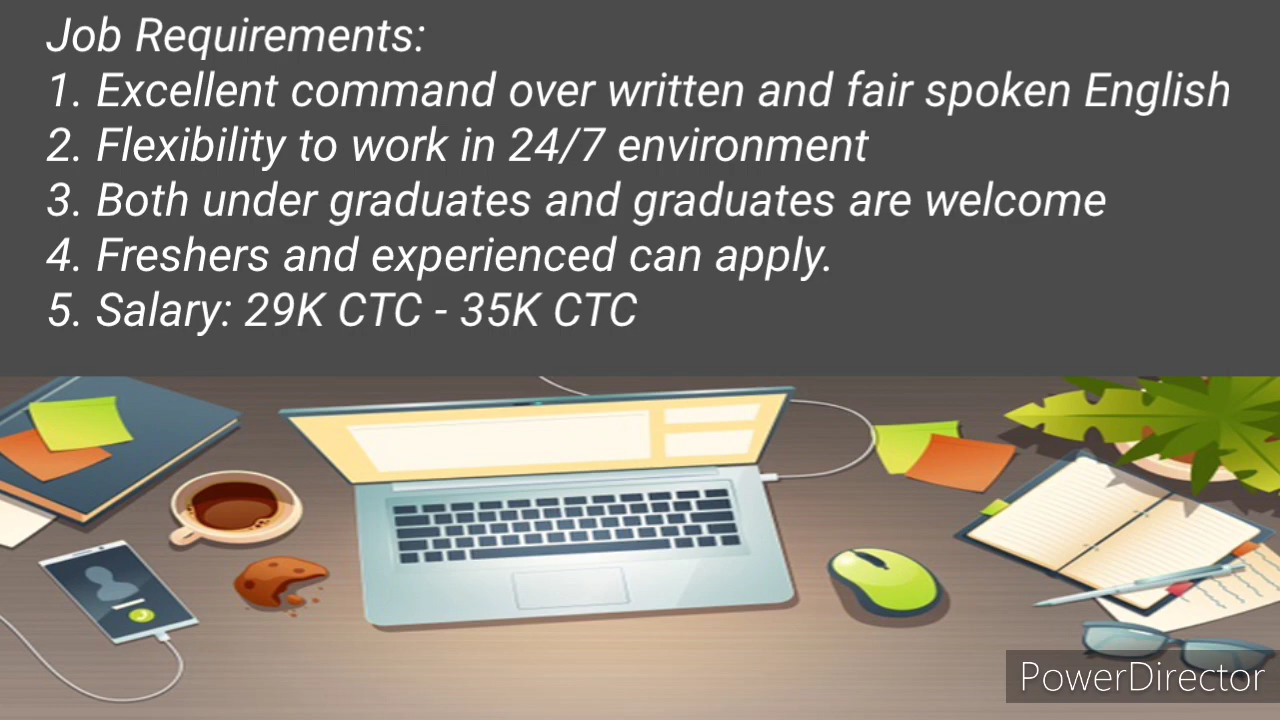 Job Requirements:
1. Excellent command over written and fair spoken English
2. Flexibility to work in 24/7 environment
3. Both under graduates and graduates are welcome
4. Freshers and experienced can apply.
5. Salary: 29K CTC - 35K CTC
PowerDirector